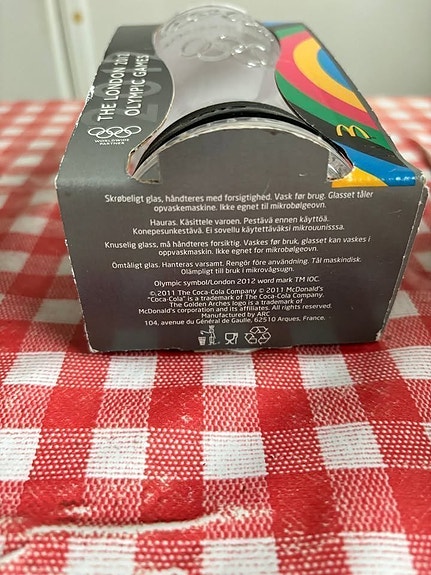 THE LONDON 2012
OLYMPIC GAMES
WORLDWIDE
PARTNER
Skrøbeligt glas, håndteres med forsigtighed. Vask før brug. Glasset tåler
opvaskemaskine. Ikke egnet til mikrobølgeovn.
Hauras. Käsittele varoen. Pestävä ennen käyttöä.
Konepesunkestävä. Ei sovellu käytettäväksi mikrouunissa.
Knuselig glass, må håndteres forsiktig. Vaskes før bruk, glasset kan vaskes i
oppvaskmaskin. Ikke egnet for mikrobølgeovn.
Ömtåligt glas. Hanteras varsamt. Rengör före användning. Tål maskindisk.
Olämpligt till bruk i mikrovågsugn.
Olympic symbol/London 2012 word mark TM IOC.
© 2011 The Coca-Cola Company © 2011 McDonald's
"Coca-Cola" is a trademark of The Coca-Cola Company.
The Golden Arches logo is a trademark of
McDonald's corporation and its affiliates. All rights reserved.
Manufactured by ARC
104, avenue du Général de Gaulle, 62510 Arques, France.